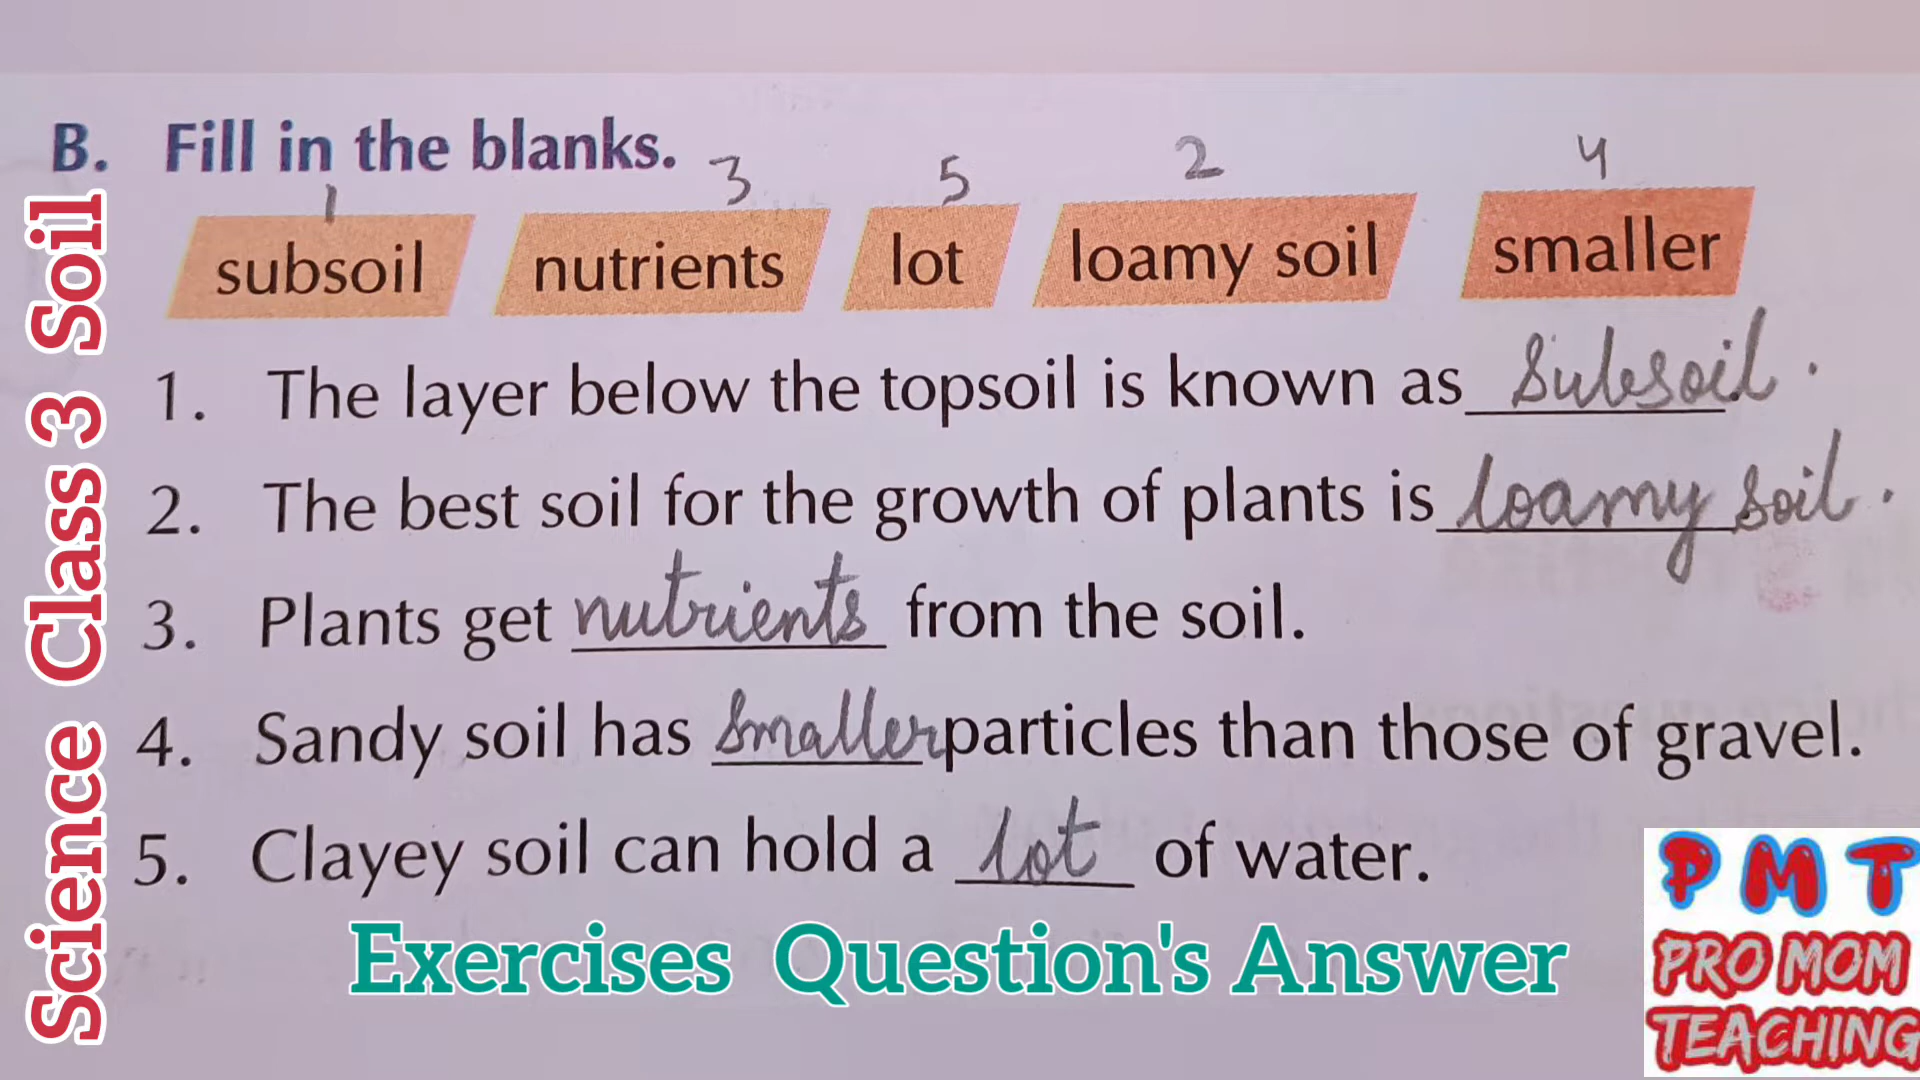 Science Class 3 Soil
B. Fill in the blanks.
1 3 5 2 4
subsoil nutrients lot loamy soil smaller
1. The layer below the topsoil is known as subsoil.
2. The best soil for the growth of plants is loamy soil.
3. Plants get nutrients from the soil.
4. Sandy soil has smaller particles than those of gravel.
5. Clayey soil can hold a lot of water.
Exercises Question's Answer
PMT
PRO MOM
TEACHING